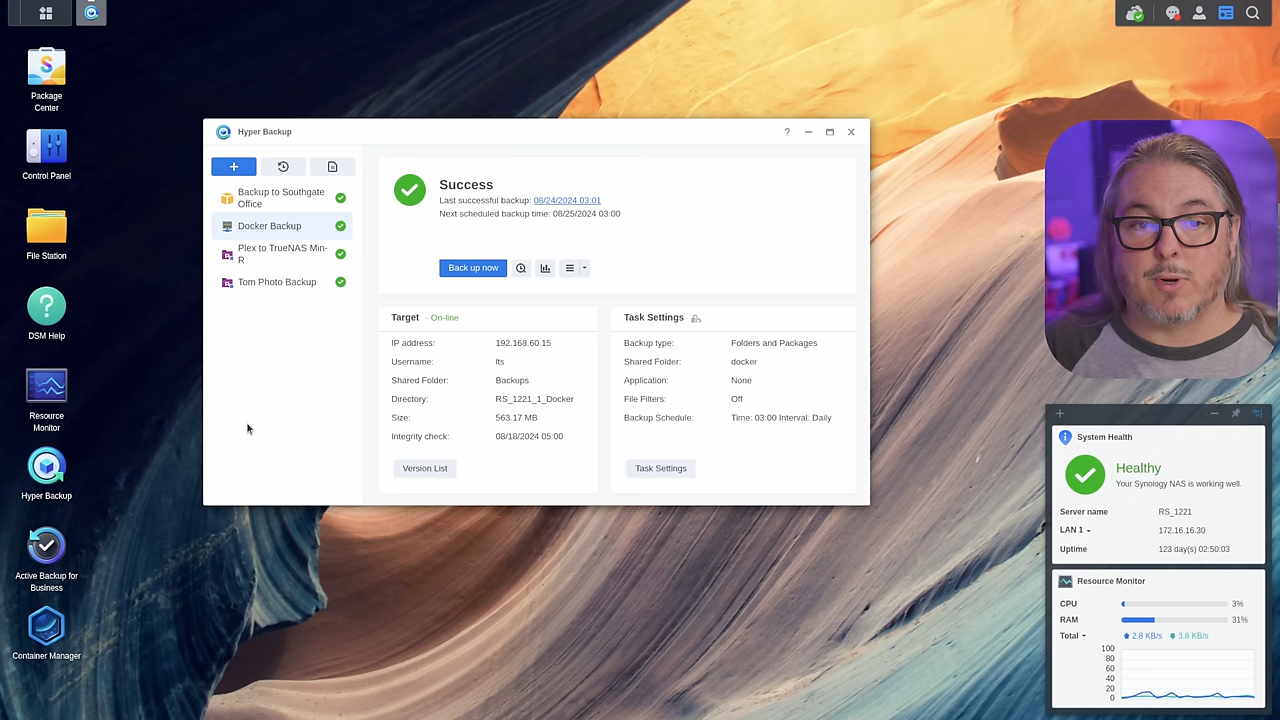 Package
Center
Control Panel
File Station
DSM Help
Resource
Monitor
Hyper Backup
Active Backup for
Business
Container Manager
Hyper Backup
Backup to Southgate
Office
Docker Backup
Plex to TrueNAS Min-
R
Tom Photo Backup
Success
Last successful backup: 08/24/2024 03:01
Next scheduled backup time: 08/25/2024 03:00
Back up now
Target - On-line
IP address: 192.168.60.15
Username: lts
Shared Folder: Backups
Directory: RS_1221_1_Docker
Size: 563.17 MB
Integrity check: 08/18/2024 05:00
Version List
Task Settings
Backup type: Folders and Packages
Shared Folder: docker
Application: None
File Filters: Off
Backup Schedule: Time: 03:00 Interval: Daily
Task Settings
System Health
Healthy
Your Synology NAS is working well.
Server name RS_1221
LAN 1 172.16.16.30
Uptime 123 day(s) 02:50:03
Resource Monitor
CPU 3%
RAM 31%
Total 2.8 KB/s 3.8 KB/s
100
80
60
40
20
0